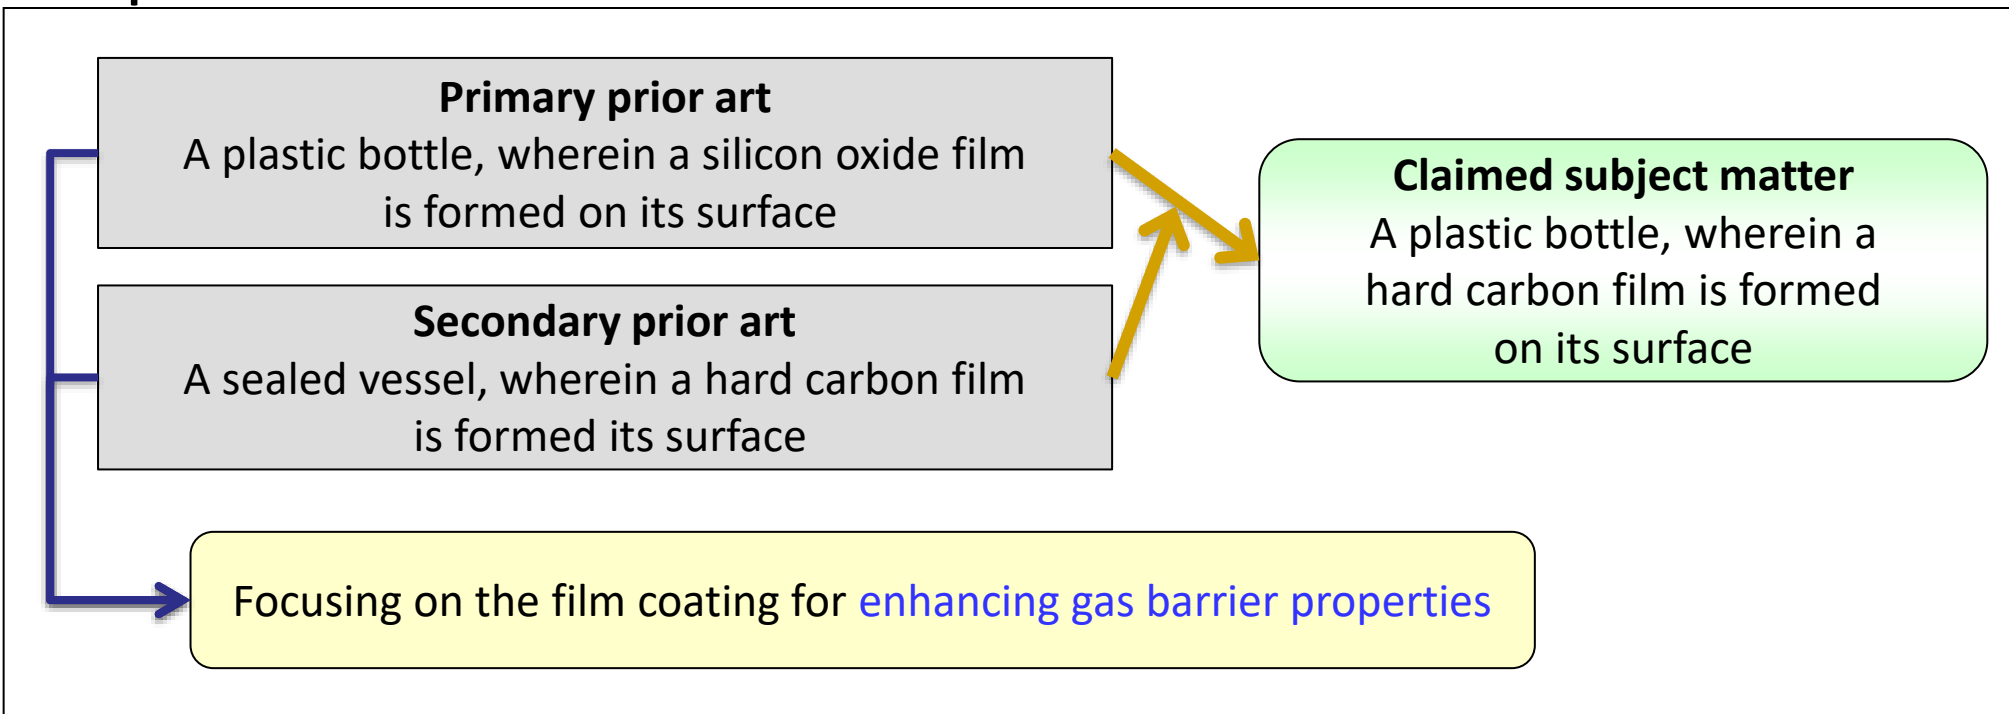 Primary prior art
A plastic bottle, wherein a silicon oxide film
is formed on its surface
Secondary prior art
A sealed vessel, wherein a hard carbon film
is formed its surface
Claimed subject matter
A plastic bottle, wherein a
hard carbon film is formed
on its surface
Focusing on the film coating for enhancing gas barrier properties